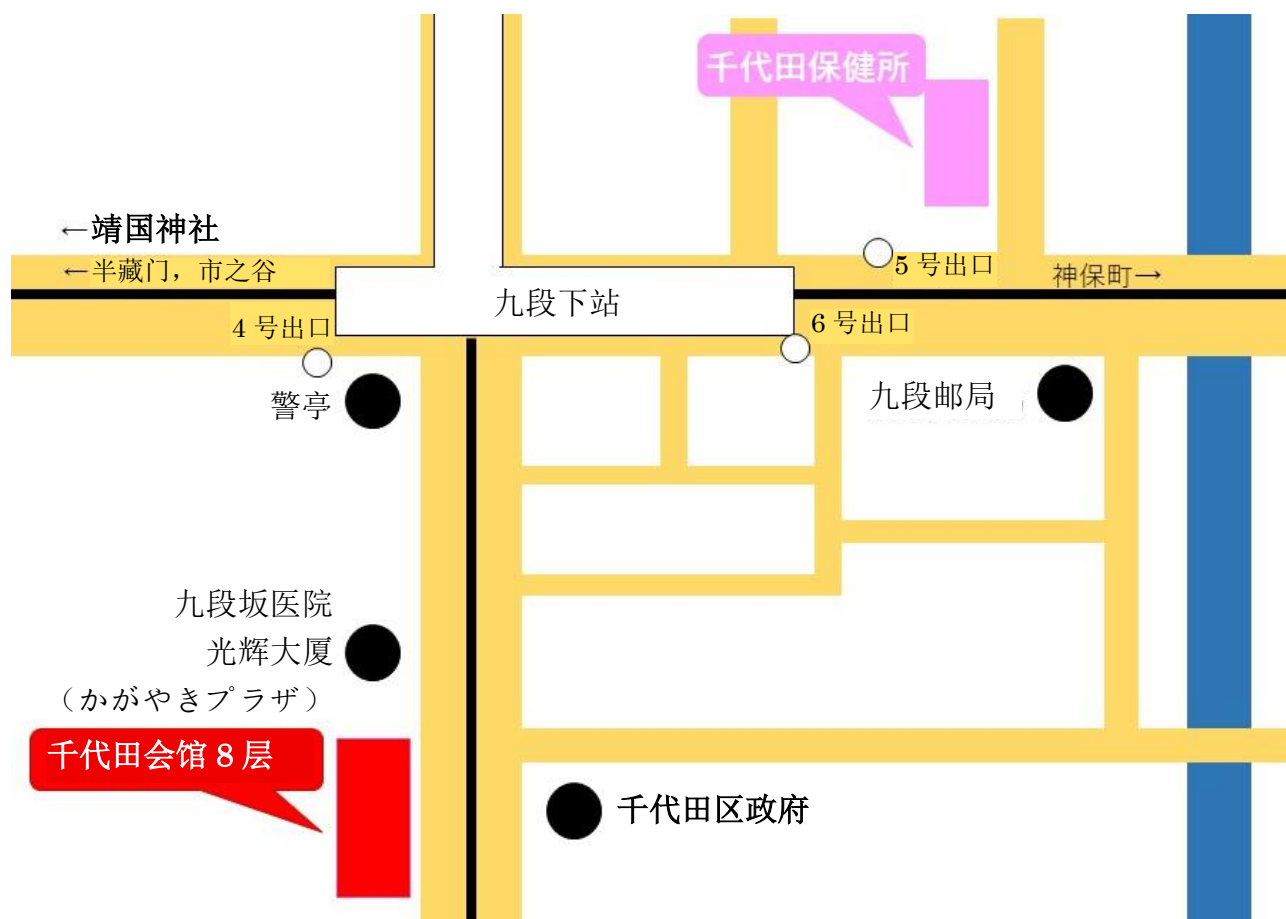 千代田保健所
←靖国神社
←半藏门，市之谷
5 号出口
神保町→
九段下站
4 号出口
6 号出口
警亭
九段邮局
九段坂医院
光辉大厦
（かがやきプラザ）
千代田会馆 8 层
千代田区政府